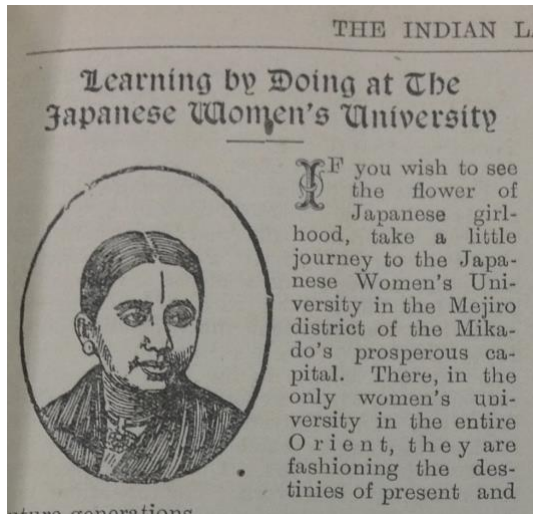 THE INDIAN L
Learning by Doing at The
Japanese Women's University
IF you wish to see
the flower of
Japanese girl-
hood, take a little
journey to the Japa-
nese Women's Uni-
versity in the Mejiro
district of the Mika-
do's prosperous ca-
pital. There, in the
only women's uni-
versity in the entire
Orient, they are
fashioning the des-
tinies of present and
generations